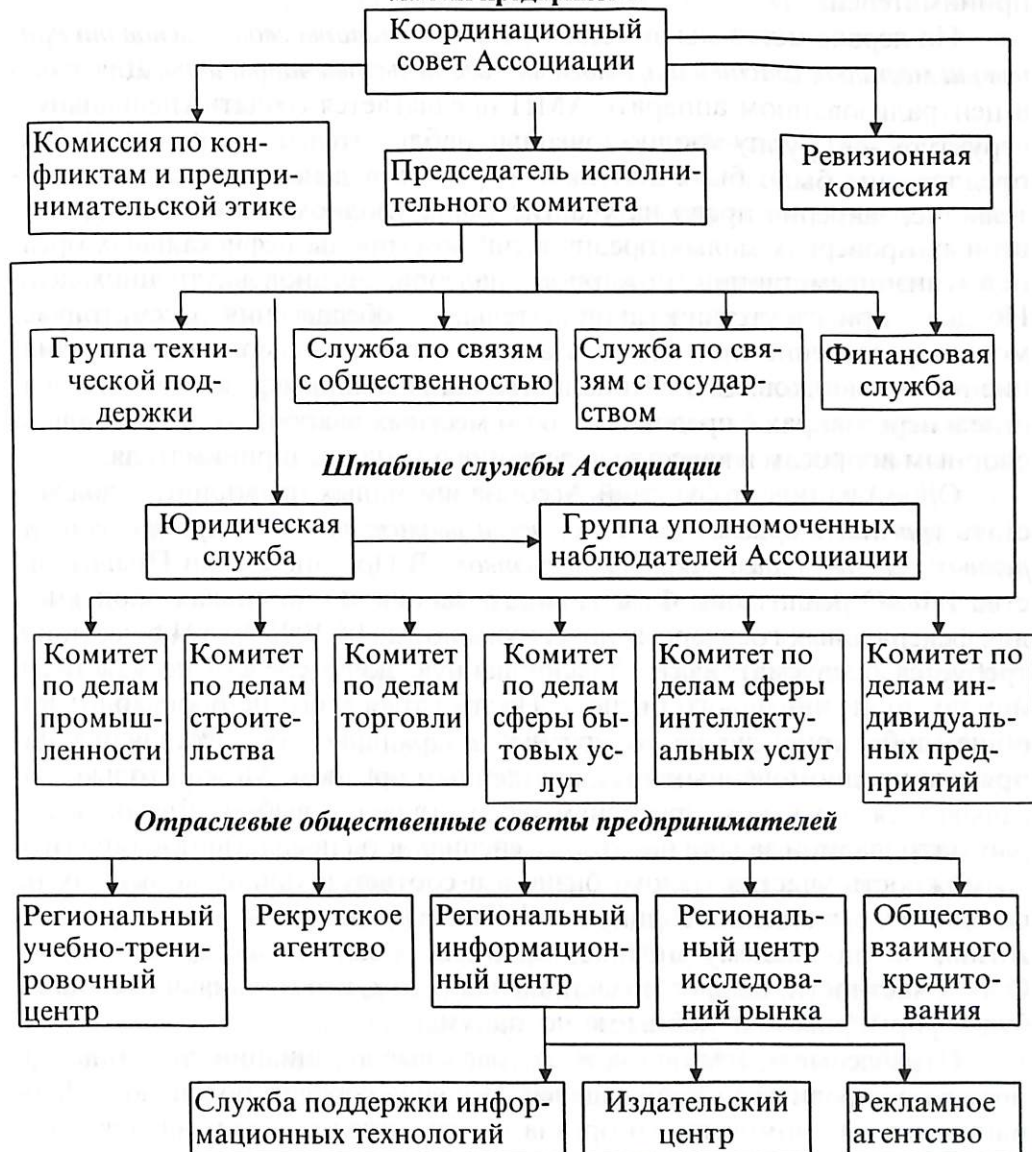 Координационный
совет Ассоциации
Комиссия по кон-
фликтам и предпри-
нимательской этике
Председатель исполни-
тельного комитета
Ревизионная
комиссия
Группа техни-
ческой под-
держки
Служба по связям
с общественностью
Служба по свя-
зям с государ-
ством
Финансовая
служба
Штабные службы Ассоциации
Юридическая
служба
Группа уполномоченных
наблюдателей Ассоциации
Комитет
по делам
промыш-
ленности
Комитет
по делам
строите-
льства
Комитет
по делам
торговли
Комитет
по делам
сферы бы-
товых ус-
луг
Комитет по
делам сферы
интеллекту-
альных услуг
Комитет по
делам ин-
дивидуаль-
ных пред-
приятий
Отраслевые общественные советы предпринимателей
Региональный
учебно-трени-
ровочный
центр
Рекрутское
агентсво
Региональный
информацион-
ный центр
Региональ-
ный центр
исследова-
ний рынка
Общество
взаимного
кредито-
вания
Служба поддержки инфор-
мационных технологий
Издательский
центр
Рекламное
агентство